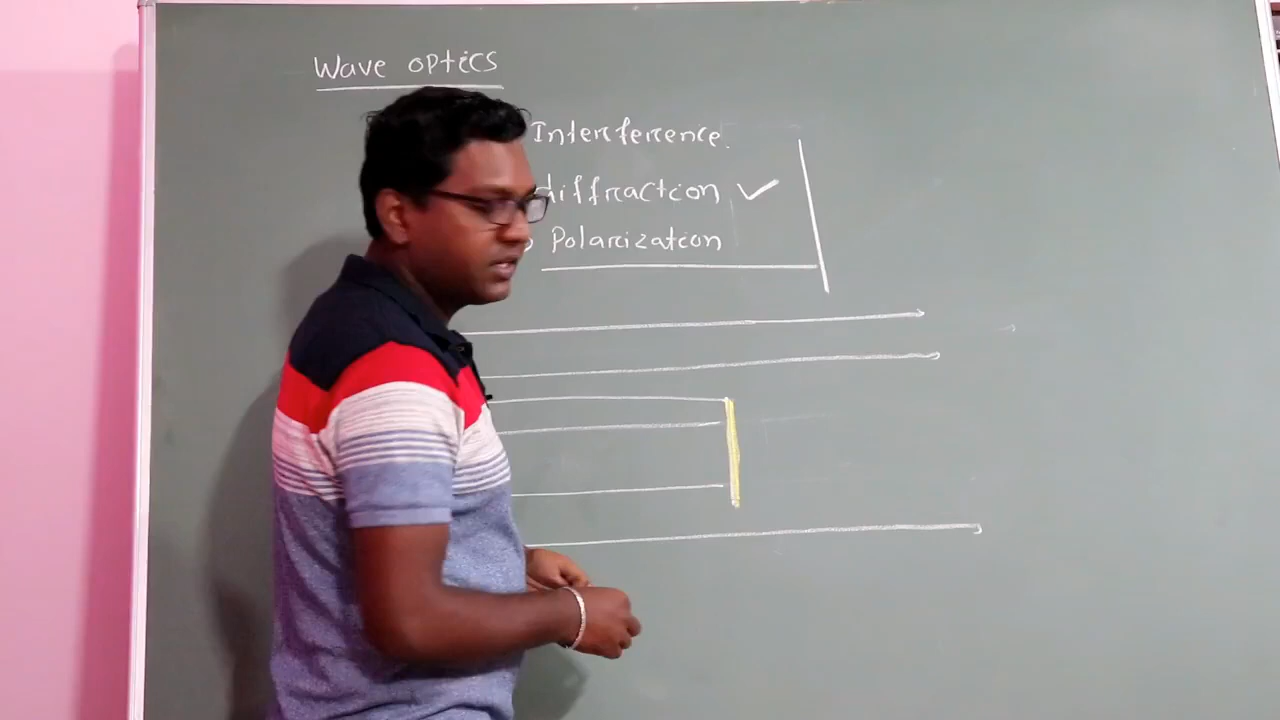 Wave optics
Interference.
diffraction ✓
Polarization